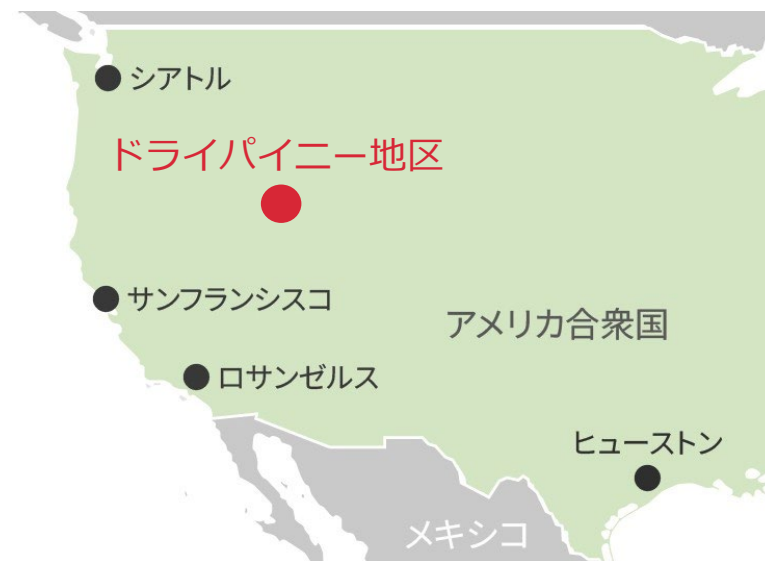 シアトル
ドライパイニー地区
サンフランシスコ
アメリカ合衆国
ロサンゼルス
ヒューストン
メキシコ